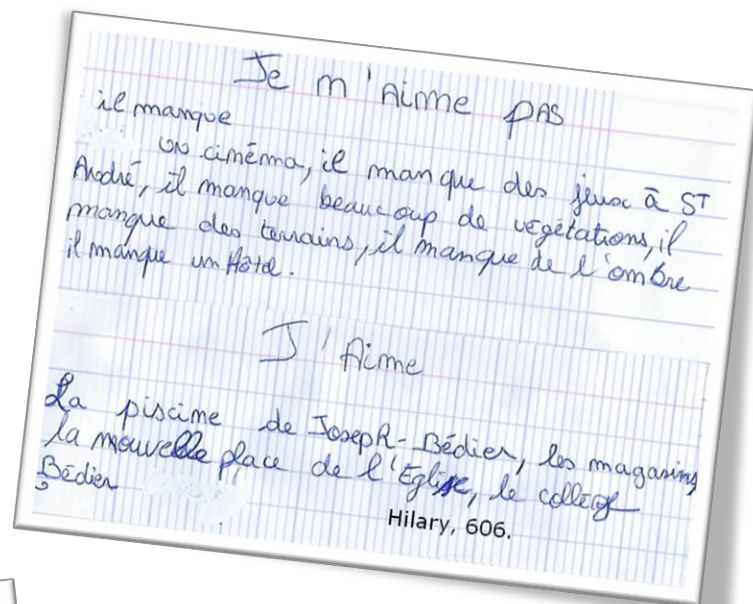 Je m'Aime pAS
il manque
un cinéma, il manque des jeux à ST
André, il manque beaucoup de végétations, il
manque des terrains, il manque de l'ombre
il manque un Hôtel.
J'Aime
La piscine de Joseph-Bédier, les magasins
la nouvelle place de l'Eglise, le collège
Bédier
Hilary, 606.